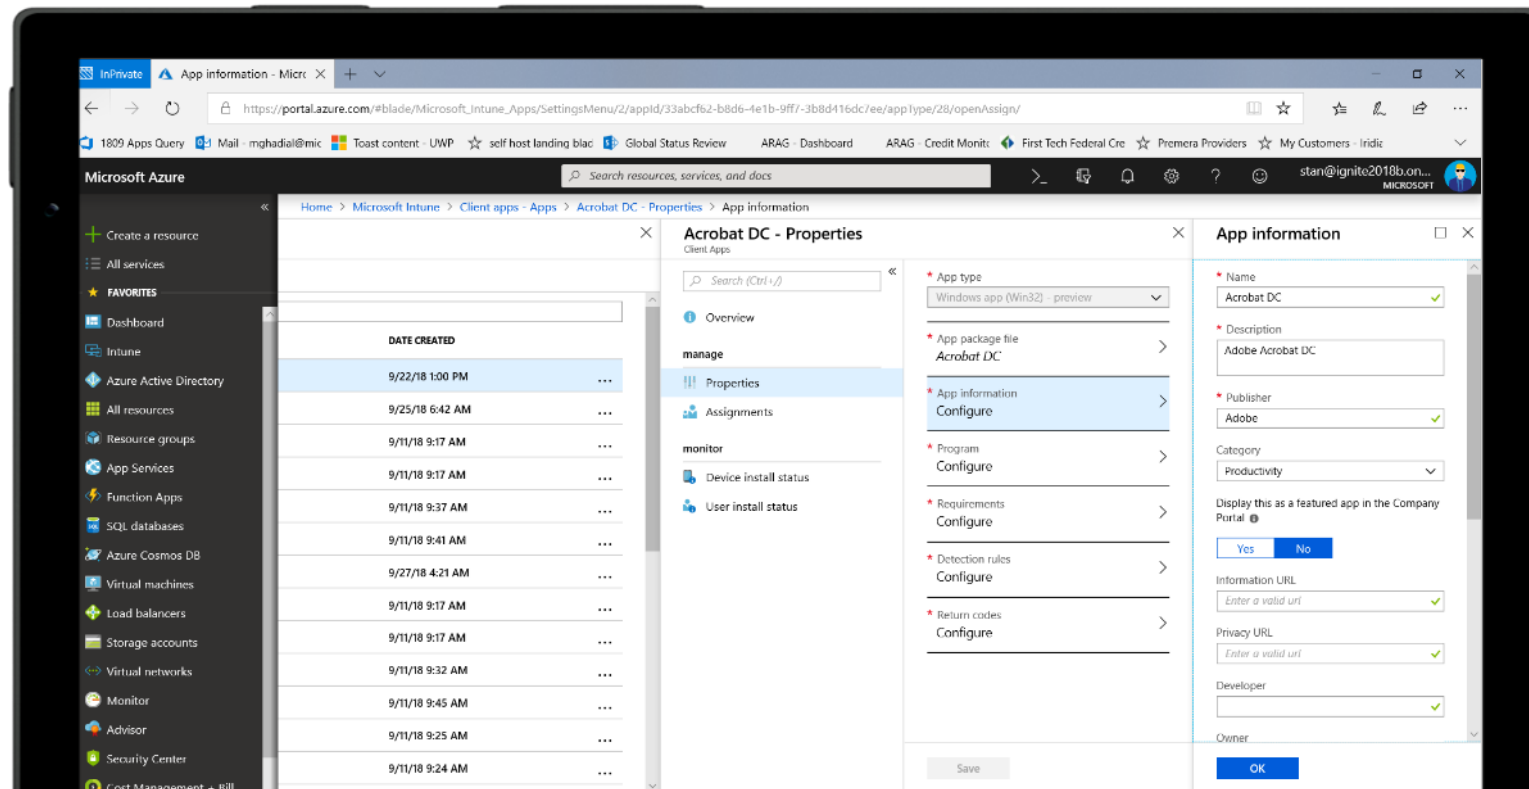 InPrivate
App information - Micrc
https://portal.azure.com/#blade/Microsoft_Intune_Apps/SettingsMenu/2/appId/33abcf62-b8d6-4e1b-9ff7-3b8d416dc7ee/appType/28/openAssign/
1809 Apps Query
Mail - mghadial@mic
Toast content - UWP
self host landing blad
Global Status Review
ARAG - Dashboard
ARAG - Credit Monitc
First Tech Federal Cre
Premera Providers
My Customers - Iridic
Microsoft Azure
Search resources, services, and docs
stan@ignite2018b.on...
MICROSOFT
Home > Microsoft Intune > Client apps - Apps > Acrobat DC - Properties > App information
Create a resource
All services
FAVORITES
Dashboard
Intune
Azure Active Directory
All resources
Resource groups
App Services
Function Apps
SQL databases
Azure Cosmos DB
Virtual machines
Load balancers
Storage accounts
Virtual networks
Monitor
Advisor
Security Center
Cost Management + Bill
DATE CREATED
9/22/18 1:00 PM
9/25/18 6:42 AM
9/11/18 9:17 AM
9/11/18 9:17 AM
9/11/18 9:37 AM
9/11/18 9:41 AM
9/27/18 4:21 AM
9/11/18 9:17 AM
9/11/18 9:17 AM
9/11/18 9:32 AM
9/11/18 9:45 AM
9/11/18 9:25 AM
9/11/18 9:24 AM
Acrobat DC - Properties
Client Apps
Search (Ctrl+/)
Overview
manage
Properties
Assignments
monitor
Device install status
User install status
* App type
Windows app (Win32) - preview
* App package file
Acrobat DC
* App information
Configure
* Program
Configure
* Requirements
Configure
* Detection rules
Configure
* Return codes
Configure
Save
App information
* Name
Acrobat DC
* Description
Adobe Acrobat DC
* Publisher
Adobe
Category
Productivity
Display this as a featured app in the Company
Portal
Yes No
Information URL
Enter a valid url
Privacy URL
Enter a valid url
Developer
Owner
OK